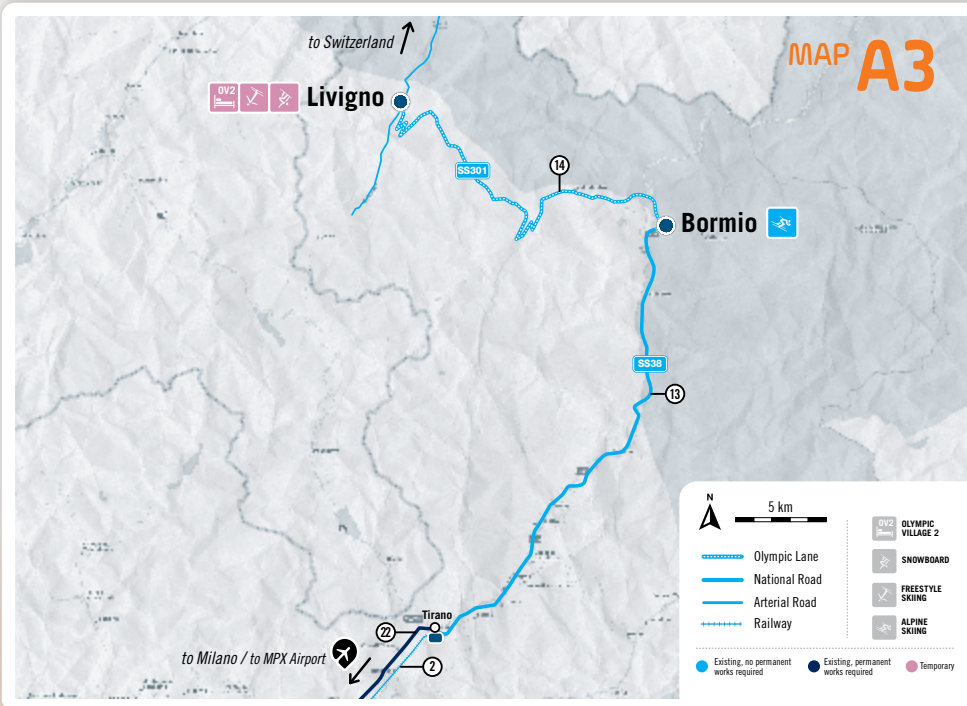 to Switzerland
MAP A3
OV2
Livigno
SS301
14
Bormio
SS38
13
Tirano
22
to Milano / to MPX Airport
2
N
5 km
Olympic Lane
National Road
Arterial Road
Railway
OV2
OLYMPIC
VILLAGE 2
SNOWBOARD
FREESTYLE
SKIING
ALPINE
SKIING
Existing, no permanent
works required
Existing, permanent
works required
Temporary